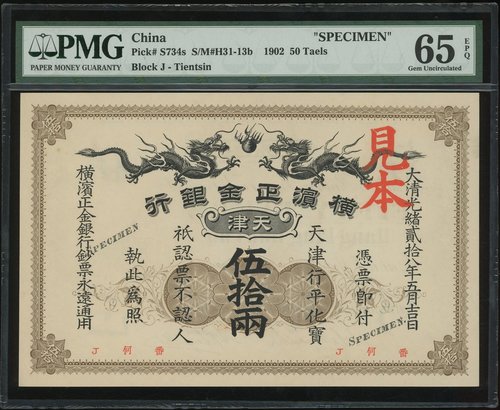 PMG
PAPER MONEY GUARANTY
China
"SPECIMEN"
Pick# S734s S/M#H31-13b 1902 50 Taels
Block J - Tientsin
65
EPQ
Gem Uncirculated
見本
橫濱正金銀行
天津
伍拾兩
大清光緒貳拾八年五月吉日
憑票即付
天津行平化寶
祇認票不認人
執此為照
橫濱正金銀行鈔票永遠通用
SPECIMEN
SPECIMEN.
番 何 J
番 何 J